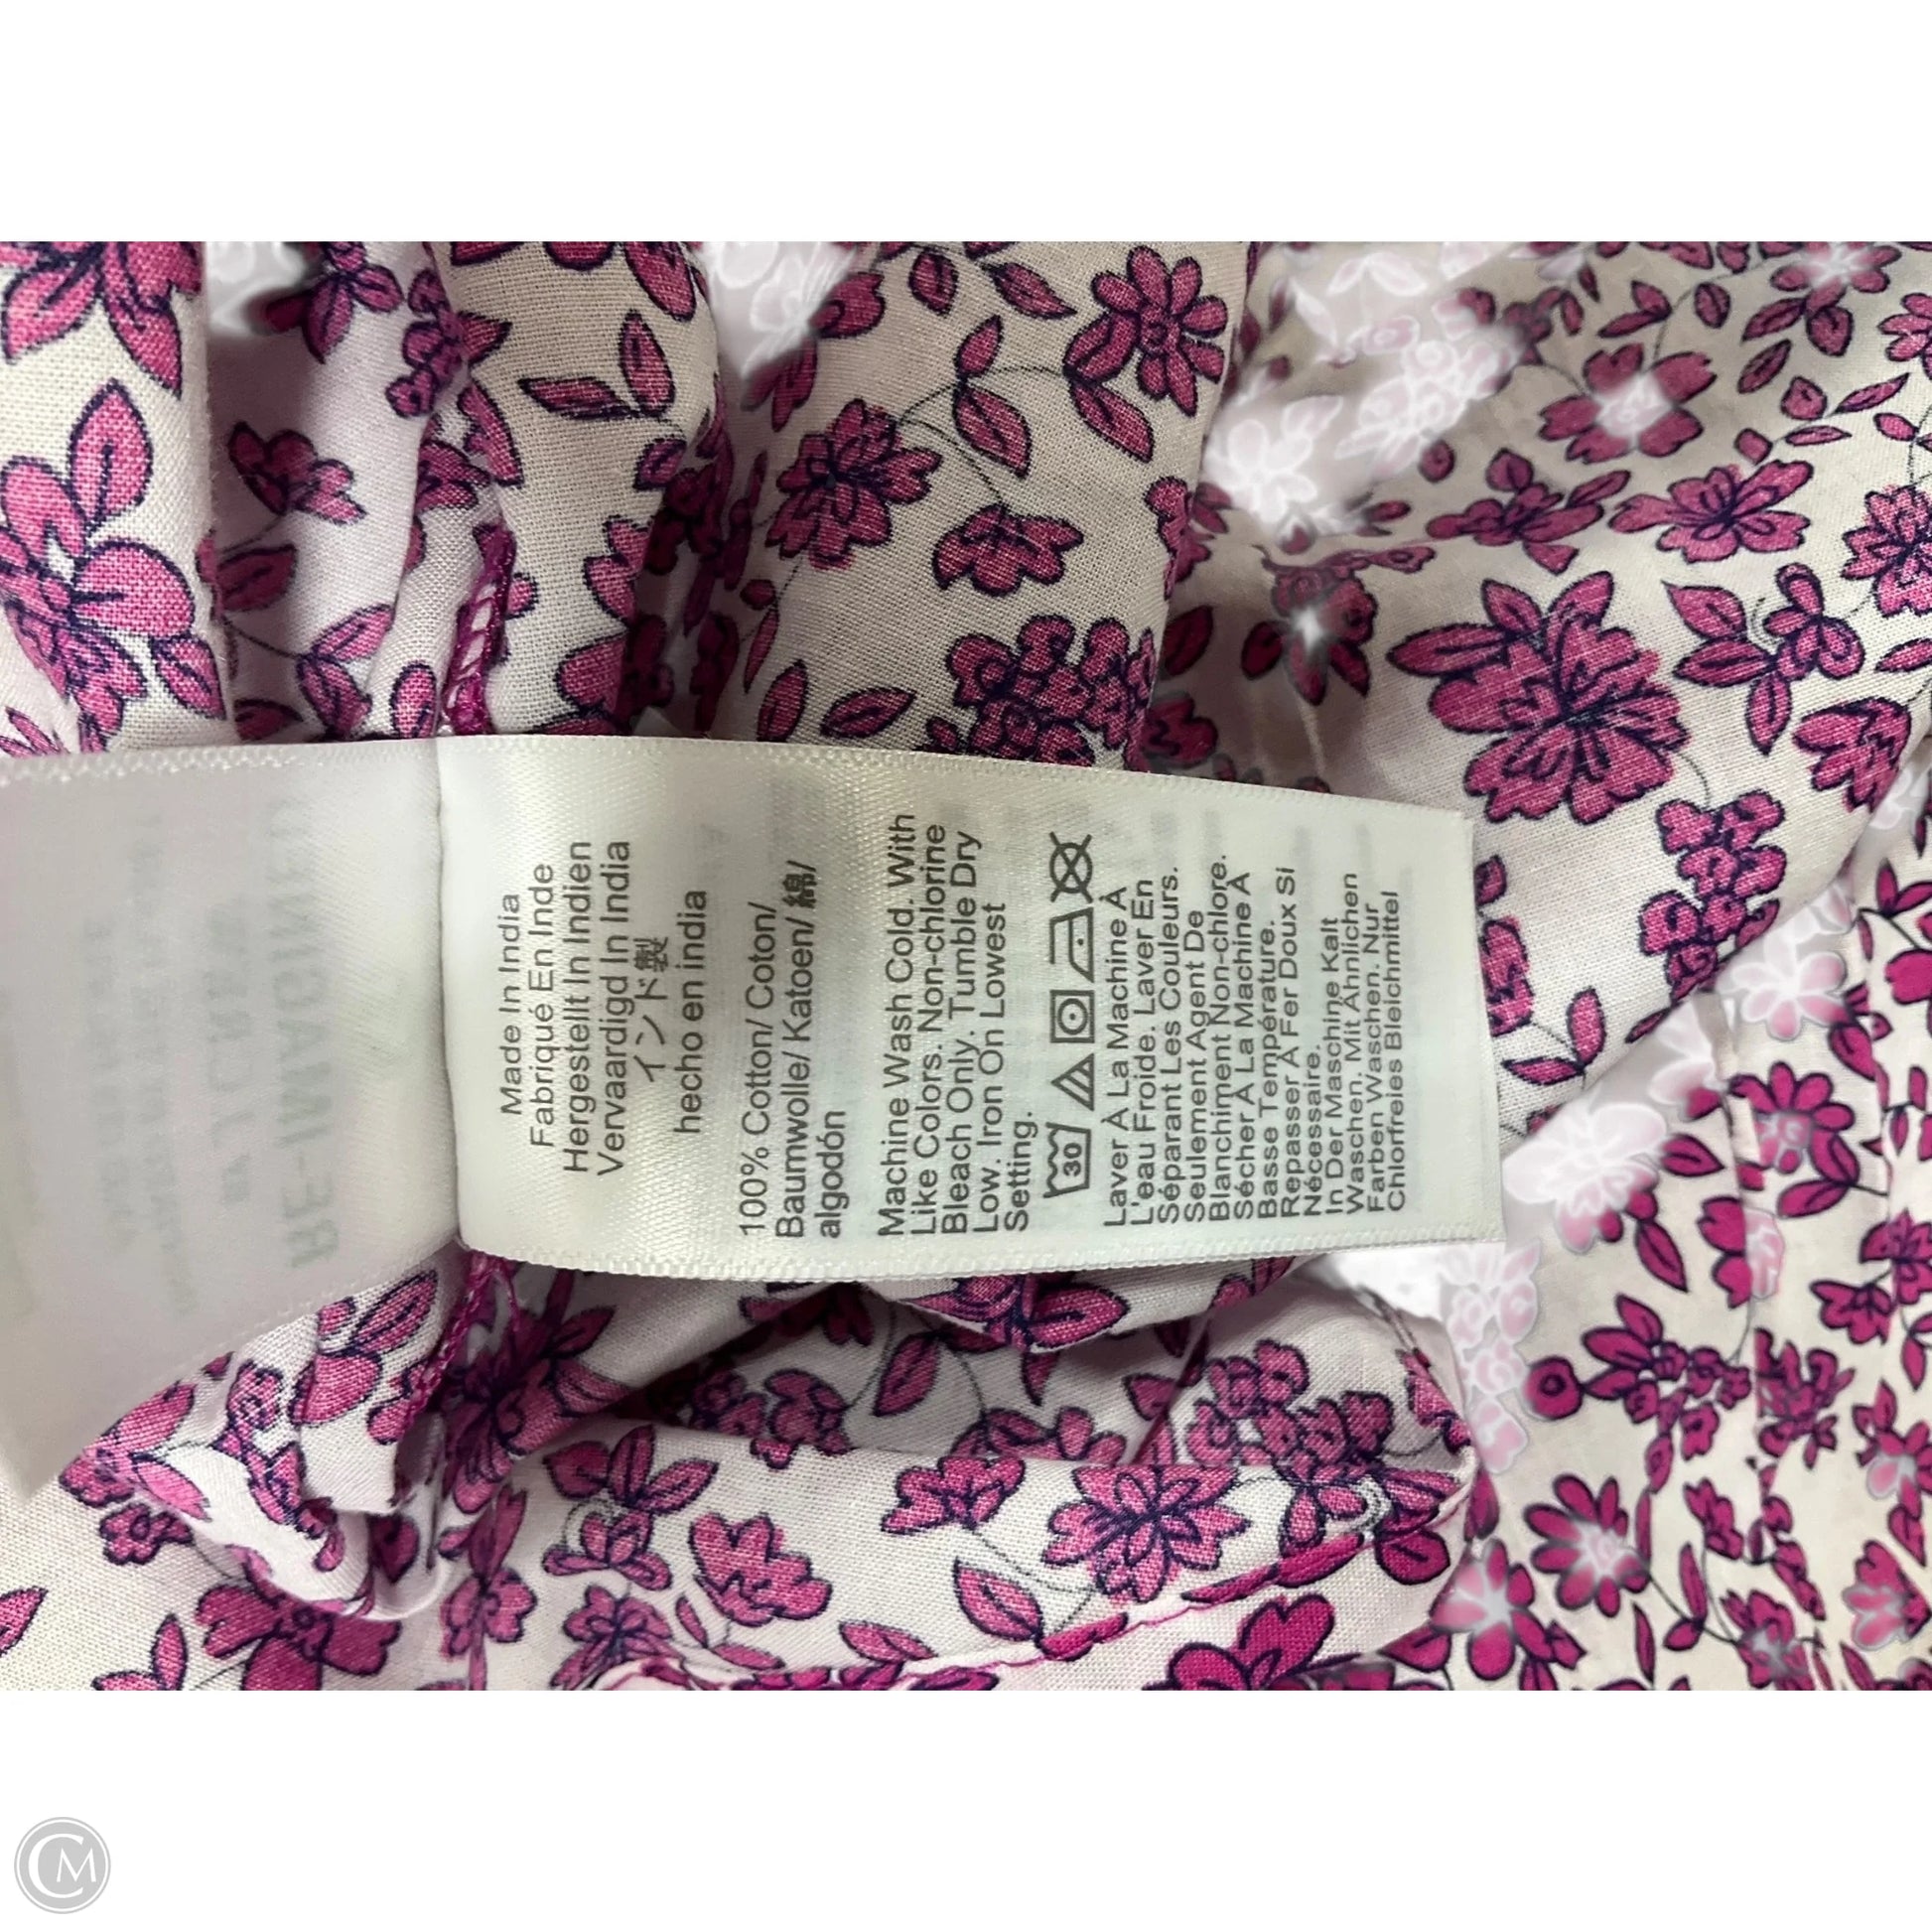 Made In India
Fabriqué En Inde
Hergestellt In Indien
Vervaardigd In India
インド製
hecho en india
100% Cotton/ Coton/
Baumwolle/ Katoen/ 綿/
algodón
Machine Wash Cold. With
Like Colors. Non-chlorine
Bleach Only. Tumble Dry
Low. Iron On Lowest
Setting.
30
Laver À La Machine À
L'eau Froide. Laver En
Séparant Les Couleurs.
Seulement Agent De
Blanchiment Non-chlore.
Sécher À La Machine À
Basse Température.
Repasser À Fer Doux Si
Nécessaire.
In Der Maschine Kalt
Waschen. Mit Ähnlichen
Farben Waschen. Nur
Chlorfreies Bleichmittel
CM